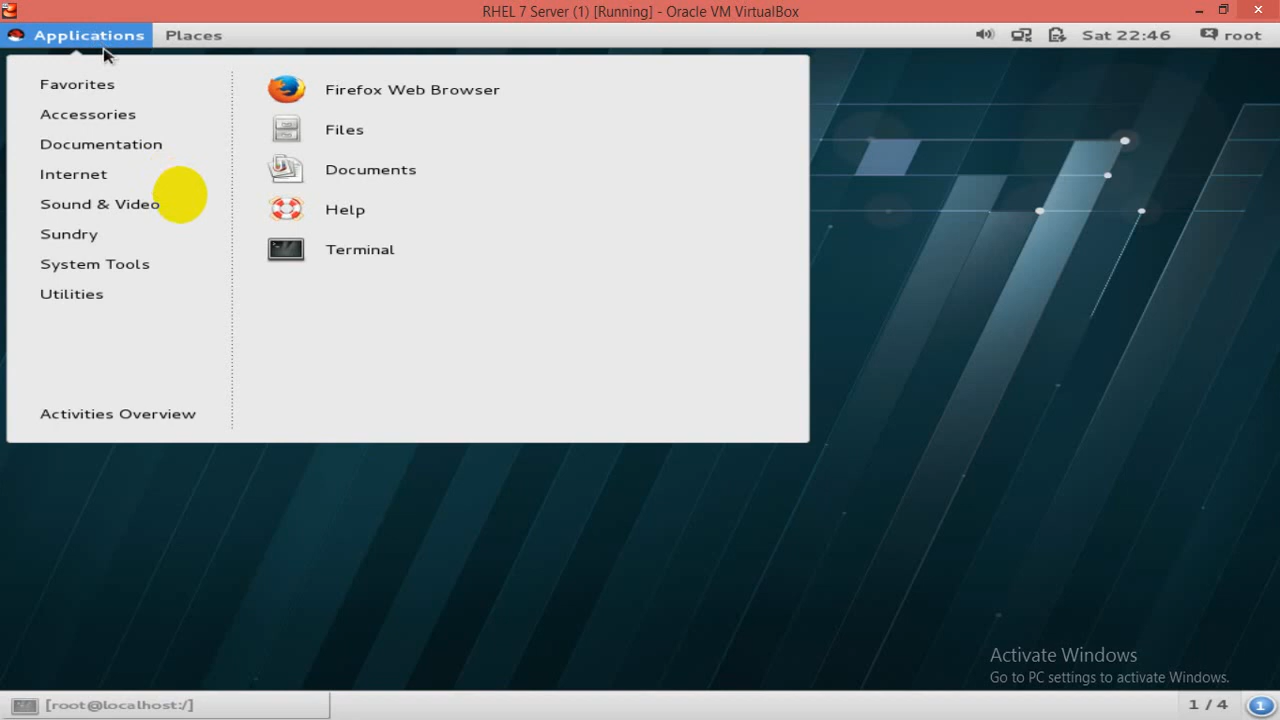 RHEL 7 Server (1) [Running] - Oracle VM VirtualBox
Applications Places Sat 22:46 root
Favorites
Accessories
Documentation
Internet
Sound & Video
Sundry
System Tools
Utilities
Activities Overview
Firefox Web Browser
Files
Documents
Help
Terminal
Activate Windows
Go to PC settings to activate Windows.
[root@localhost:/] 1 / 4 1